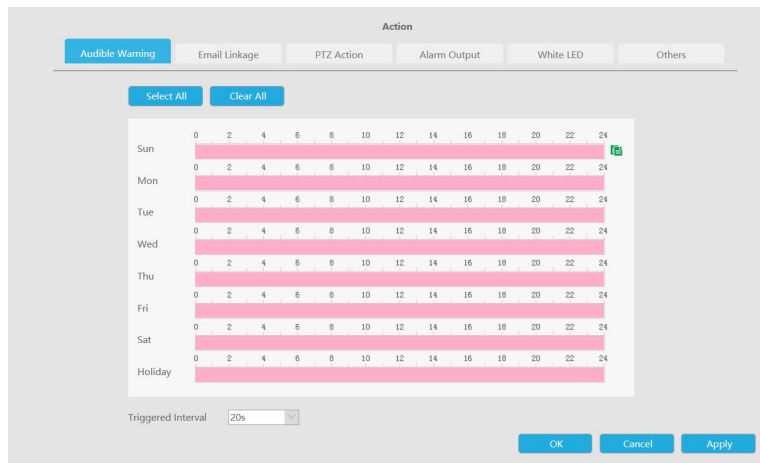 Action
Audible Warning Email Linkage PTZ Action Alarm Output White LED Others
Select All Clear All
0 2 4 6 8 10 12 14 16 18 20 22 24
Sun
0 2 4 6 8 10 12 14 16 18 20 22 24
Mon
0 2 4 6 8 10 12 14 16 18 20 22 24
Tue
0 2 4 6 8 10 12 14 16 18 20 22 24
Wed
0 2 4 6 8 10 12 14 16 18 20 22 24
Thu
0 2 4 6 8 10 12 14 16 18 20 22 24
Fri
0 2 4 6 8 10 12 14 16 18 20 22 24
Sat
0 2 4 6 8 10 12 14 16 18 20 22 24
Holiday
Triggered Interval 20s
OK Cancel Apply